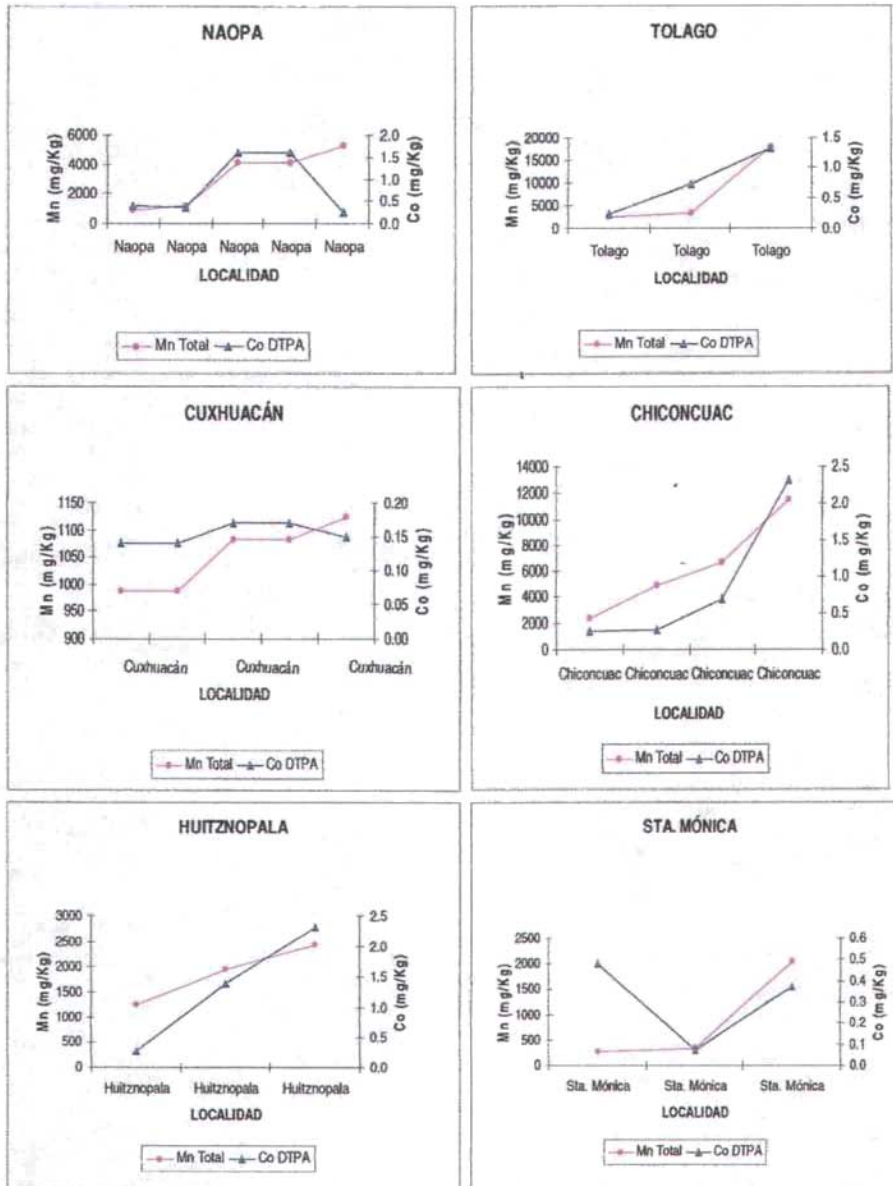 NAOPA
Mn (mg/Kg)
6000
4000
2000
0
2.0
1.5
1.0
0.5
0.0
Co (mg/Kg)
Naopa Naopa Naopa Naopa Naopa
LOCALIDAD
Mn Total Co DTPA
TOLAGO
Mn (mg/Kg)
20000
15000
10000
5000
0
1.5
1.0
0.5
0.0
Co (mg/Kg)
Tolago Tolago Tolago
LOCALIDAD
Mn Total Co DTPA
CUXHUACÁN
Mn (mg/Kg)
1150
1100
1050
1000
950
900
0.20
0.15
0.10
0.05
0.00
Co (mg/Kg)
Cuxhuacán Cuxhuacán Cuxhuacán
LOCALIDAD
Mn Total Co DTPA
CHICONCUAC
Mn (mg/Kg)
14000
12000
10000
8000
6000
4000
2000
0
2.5
2.0
1.5
1.0
0.5
0.0
Co (mg/Kg)
Chiconcuac Chiconcuac Chiconcuac Chiconcuac
LOCALIDAD
Mn Total Co DTPA
HUITZNOPALA
Mn (mg/Kg)
3000
2500
2000
1500
1000
500
0
2.5
2.0
1.5
1.0
0.5
0.0
Co (mg/Kg)
Huitznopala Huitznopala Huitznopala
LOCALIDAD
Mn Total Co DTPA
STA. MÓNICA
Mn (mg/Kg)
2500
2000
1500
1000
500
0
0.6
0.5
0.4
0.3
0.2
0.1
0.0
Co (mg/Kg)
Sta. Mónica Sta. Mónica Sta. Mónica
LOCALIDAD
Mn Total Co DTPA